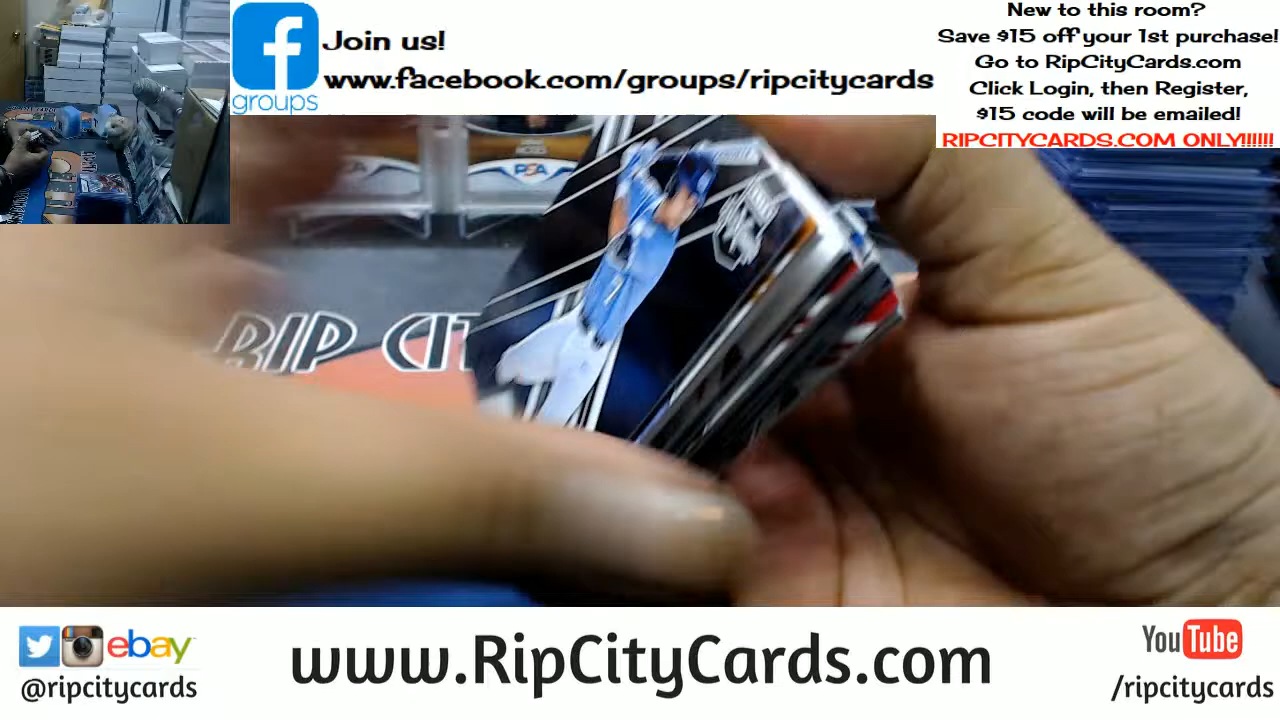 Join us!
www.facebook.com/groups/ripcitycards
groups
New to this room?
Save $15 off your 1st purchase!
Go to RipCityCards.com
Click Login, then Register,
$15 code will be emailed!
RIPCITYCARDS.COM ONLY!!!!!!
PSA
RIP CIT
ebay
@ripcitycards
www.RipCityCards.com
YouTube
/ripcitycards